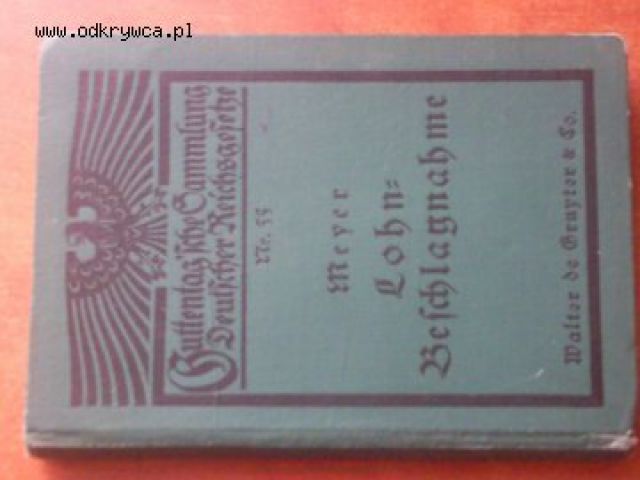 www.odkrywca.pl
Guttentag'sche Sammlung
Deutscher Reichsgesetze
Nr. 55
Meyer
Lohn=
Beschlagnahme
Walter de Gruyter & Co.